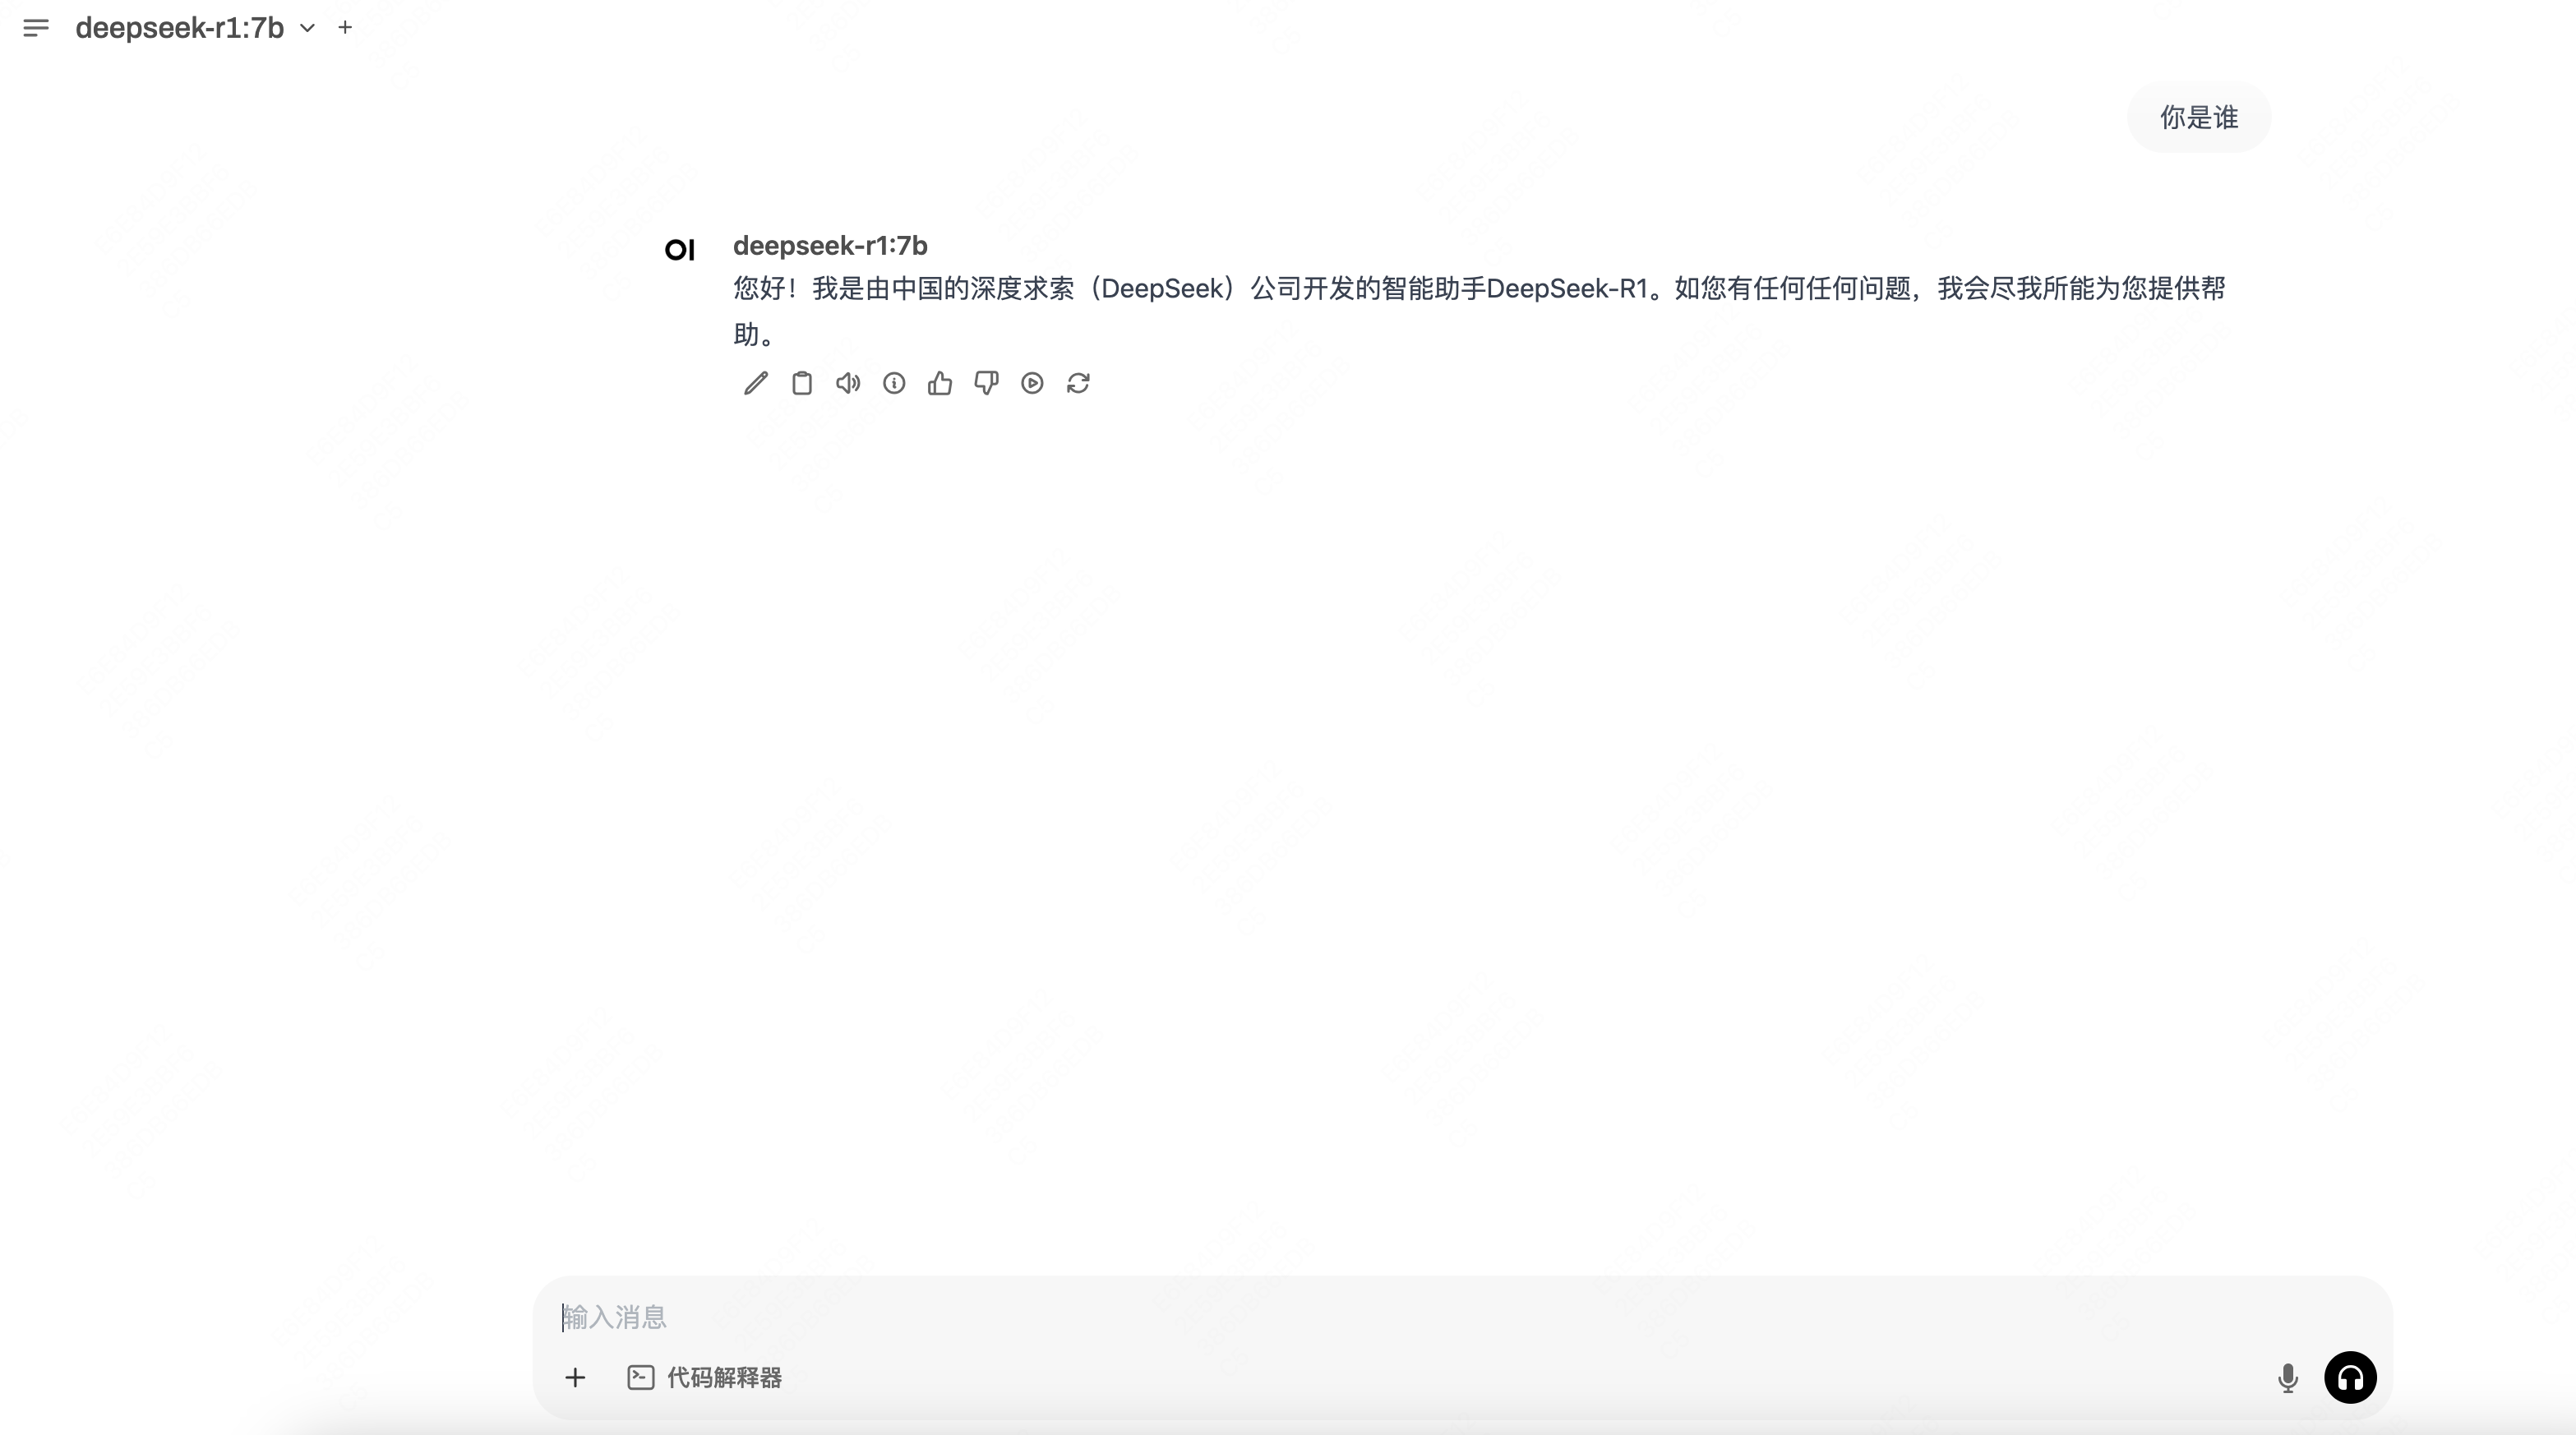 deepseek-r1:7b
你是谁
OI
deepseek-r1:7b
您好！我是由中国的深度求索（DeepSeek）公司开发的智能助手DeepSeek-R1。如您有任何任何问题，我会尽我所能为您提供帮
助。
输入消息
代码解释器